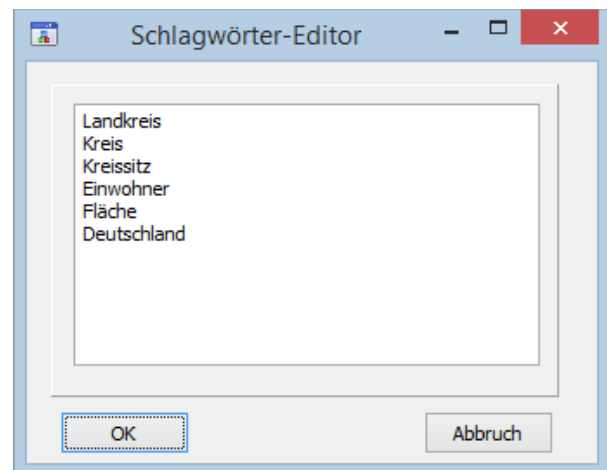 Schlagwörter-Editor
Landkreis
Kreis
Kreissitz
Einwohner
Fläche
Deutschland
OK
Abbruch